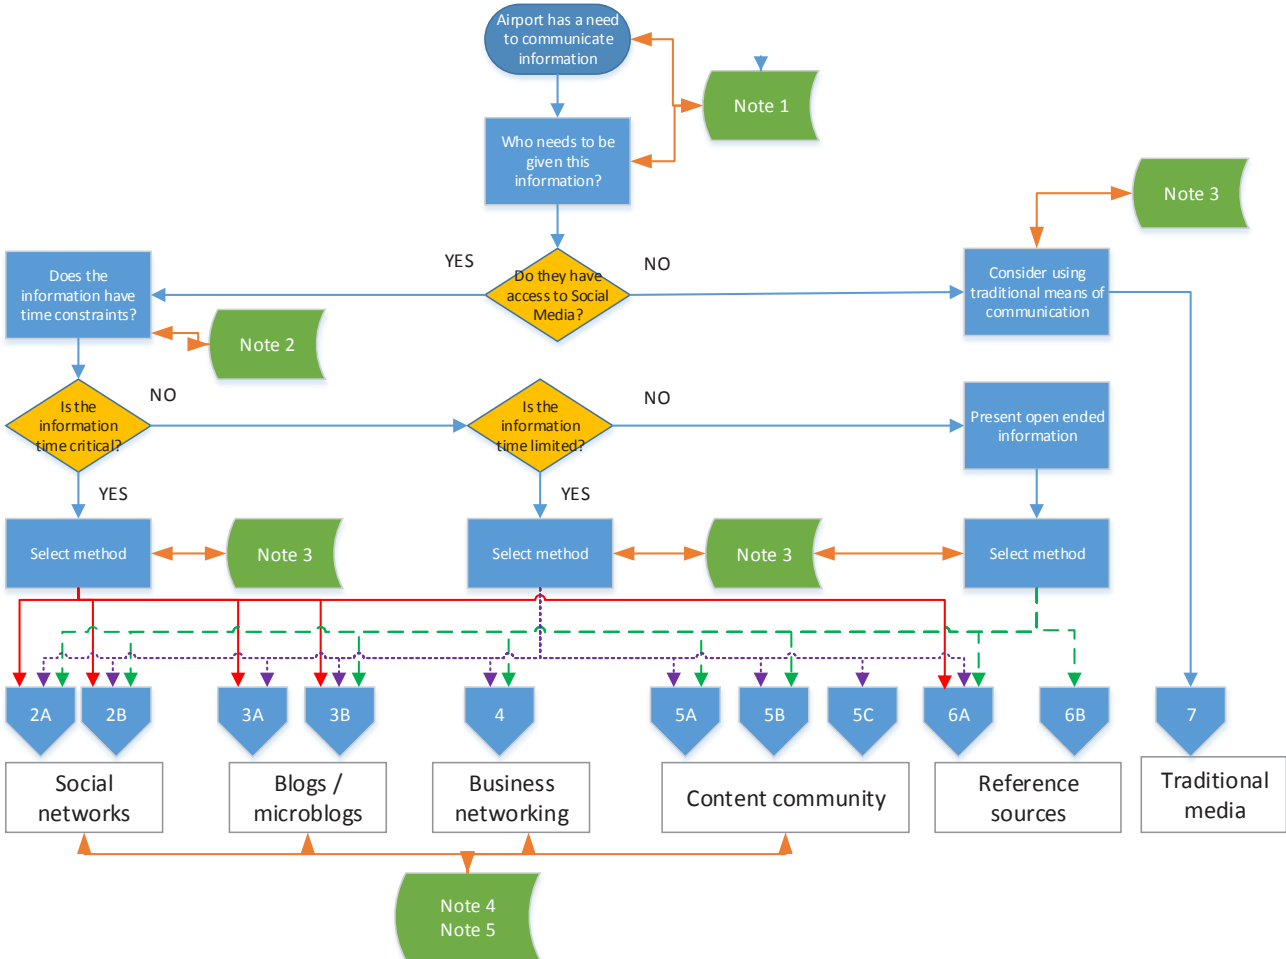 Airport has a need
to communicate
information
Note 1
Who needs to be
given this
information?
Note 3
YES
NO
Do they have
access to Social
Media?
Does the
information have
time constraints?
Consider using
traditional means of
communication
Note 2
NO
NO
Is the
information
time critical?
Is the
information
time limited?
Present open ended
information
YES
YES
Select method
Note 3
Select method
Note 3
Select method
2A
2B
3A
3B
4
5A
5B
5C
6A
6B
7
Social
networks
Blogs /
microblogs
Business
networking
Content community
Reference
sources
Traditional
media
Note 4
Note 5